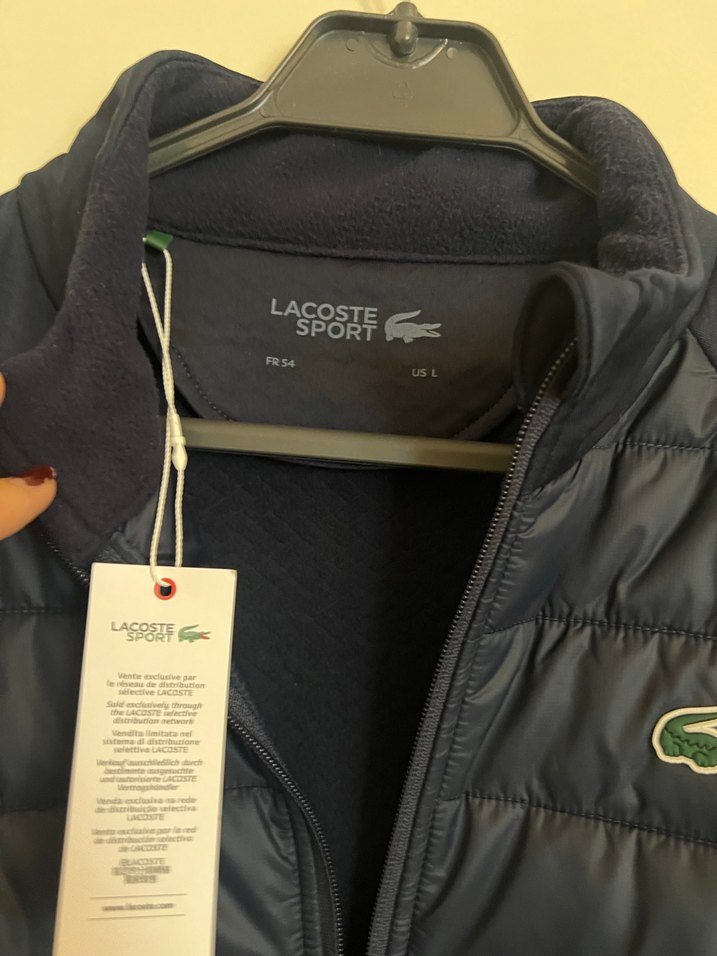 LACOSTE
SPORT
FR 54
US L
LACOSTE
SPORT
Vente exclusive par
le réseau de distribution
sélective LACOSTE
Sold exclusively through
the LACOSTE selective
distribution network
Vendita limitata nel
sistema di distribuzione
selettiva LACOSTE
Verkauf ausschließlich durch
bestimmte ausgesuchte
und autorisierte LACOSTE
Vertragshändler
Venda exclusiva na rede
de distribuição selectiva
LACOSTE
Venta exclusiva por la red
de distribución selectiva
de LACOSTE
www.lacoste.com